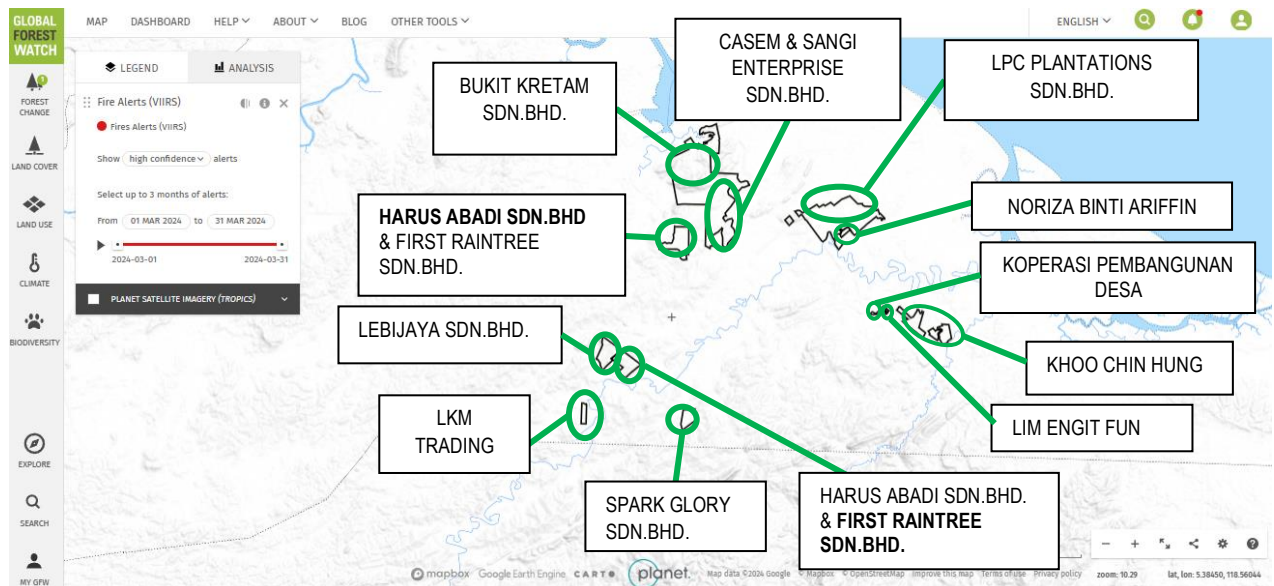 GLOBAL
FOREST
WATCH
MAP DASHBOARD HELP ABOUT BLOG OTHER TOOLS ENGLISH
FOREST
CHANGE
LAND COVER
LAND USE
CLIMATE
BIODIVERSITY
EXPLORE
SEARCH
MY GFW
LEGEND ANALYSIS
Fire Alerts (VIIRS)
Fires Alerts (VIIRS)
Show high confidence alerts
Select up to 3 months of alerts:
From 01 MAR 2024 to 31 MAR 2024
2024-03-01 2024-03-31
PLANET SATELLITE IMAGERY (TROPICS)
BUKIT KRETAM
SDN.BHD.
CASEM & SANGI
ENTERPRISE
SDN.BHD.
LPC PLANTATIONS
SDN.BHD.
HARUS ABADI SDN.BHD
& FIRST RAINTREE
SDN.BHD.
NORIZA BINTI ARIFFIN
KOPERASI PEMBANGUNAN
DESA
LEBIJAYA SDN.BHD.
KHOO CHIN HUNG
LKM
TRADING
LIM ENGIT FUN
SPARK GLORY
SDN.BHD.
HARUS ABADI SDN.BHD.
& FIRST RAINTREE
SDN.BHD.
mapbox Google Earth Engine CARTO planet. Map data ©2024 Google © Mapbox © OpenStreetMap Improve this map Terms of use Privacy policy zoom: 10.29 lat, lon: 5.38450, 118.56044